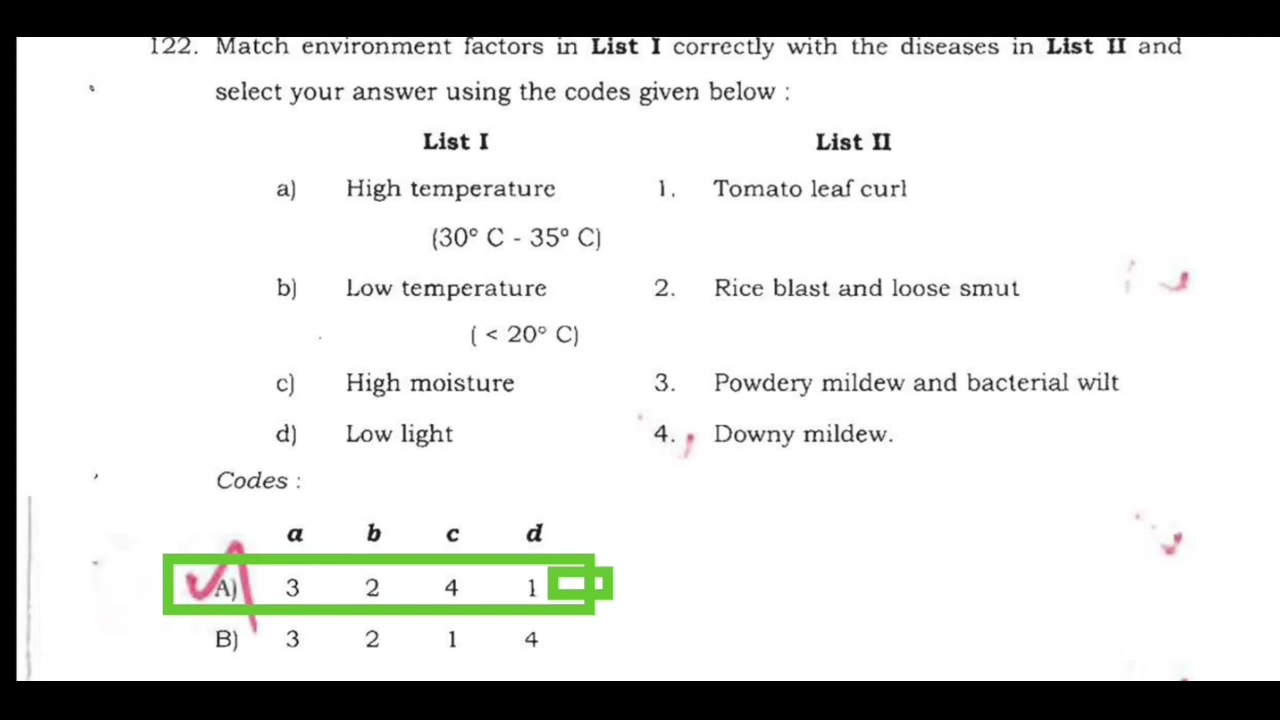 122. Match environment factors in List I correctly with the diseases in List II and
select your answer using the codes given below :
List I List II
a) High temperature 1. Tomato leaf curl
(30° C - 35° C)
b) Low temperature 2. Rice blast and loose smut
( < 20° C)
c) High moisture 3. Powdery mildew and bacterial wilt
d) Low light 4. Downy mildew.
Codes :
a b c d
A) 3 2 4 1
B) 3 2 1 4